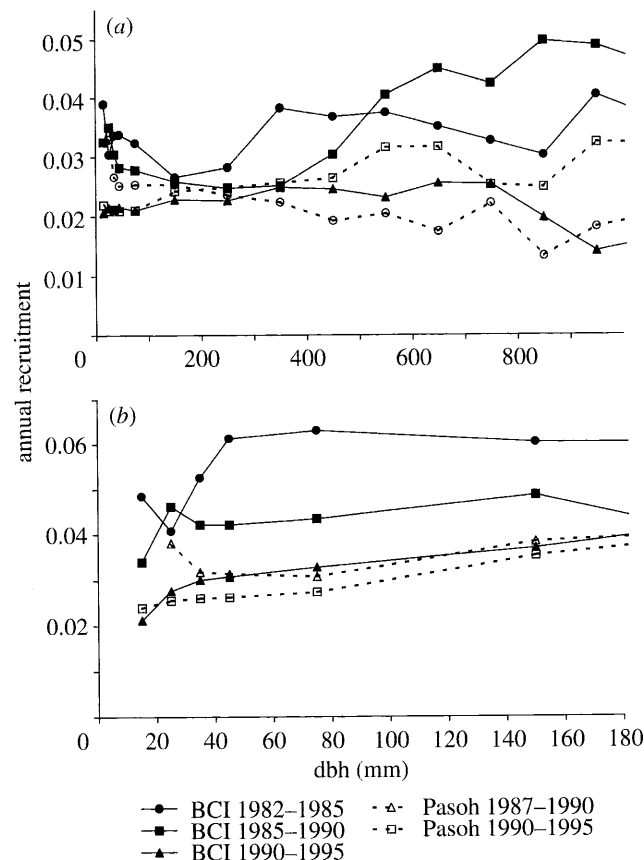 (a)
0.05
0.04
0.03
0.02
0.01
0 200 400 600 800
annual recruitment
(b)
0.06
0.04
0.02
0 20 40 60 80 100 120 140 160 180
dbh (mm)
BCI 1982–1985
BCI 1985–1990
BCI 1990–1995
Pasoh 1987–1990
Pasoh 1990–1995